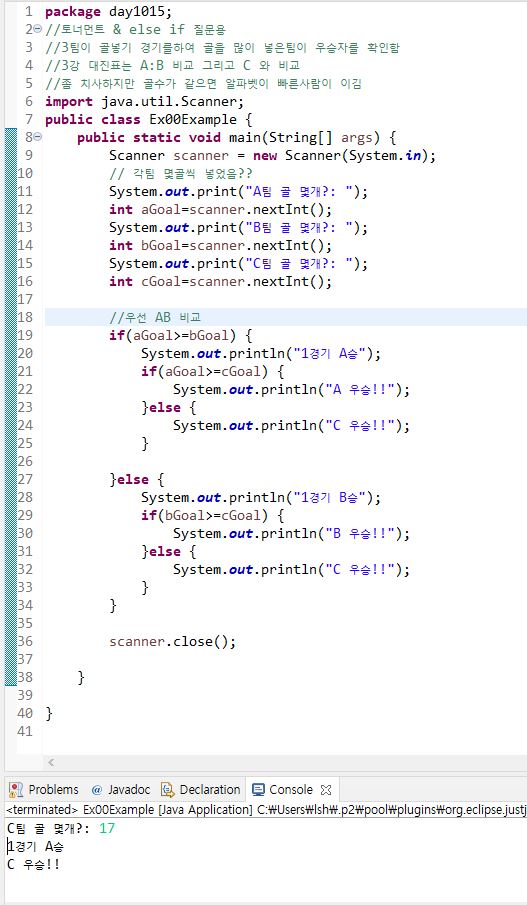 1 package day1015;
2 //토너먼트 & else if 질문용
3 //3팀이 골넣기 경기를하여 골을 많이 넣은팀이 우승자를 확인함
4 //3강 대진표는 A:B 비교 그리고 C 와 비교
5 //좀 치사하지만 골수가 같으면 알파벳이 빠른사람이 이김
6 import java.util.Scanner;
7 public class Ex00Example {
8 public static void main(String[] args) {
9 Scanner scanner = new Scanner(System.in);
10 // 각팀 몇골씩 넣었음??
11 System.out.print("A팀 골 몇개?: ");
12 int aGoal=scanner.nextInt();
13 System.out.print("B팀 골 몇개?: ");
14 int bGoal=scanner.nextInt();
15 System.out.print("C팀 골 몇개?: ");
16 int cGoal=scanner.nextInt();
17
18 //우선 AB 비교
19 if(aGoal>=bGoal) {
20 System.out.println("1경기 A승");
21 if(aGoal>=cGoal) {
22 System.out.println("A 우승!!");
23 }else {
24 System.out.println("C 우승!!");
25 }
26
27 }else {
28 System.out.println("1경기 B승");
29 if(bGoal>=cGoal) {
30 System.out.println("B 우승!!");
31 }else {
32 System.out.println("C 우승!!");
33 }
34 }
35
36 scanner.close();
37
38 }
39
40 }
41
Problems @ Javadoc Declaration Console
<terminated> Ex00Example [Java Application] C:₩Users₩lsh₩.p2₩pool₩plugins₩org.eclipse.justj
C팀 골 몇개?: 17
1경기 A승
C 우승!!